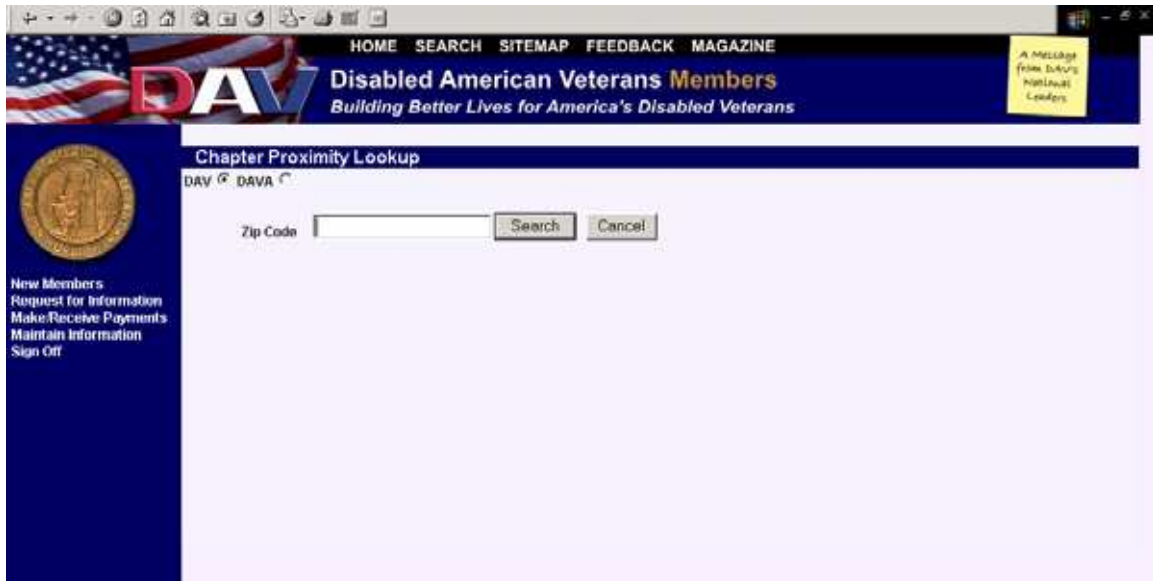 HOME SEARCH SITEMAP FEEDBACK MAGAZINE
DAV
Disabled American Veterans Members
Building Better Lives for America's Disabled Veterans
A Message
from DAV's
National
Leaders
Chapter Proximity Lookup
DAV DAVA
Zip Code Search Cancel
New Members
Request for Information
Make/Receive Payments
Maintain Information
Sign Off